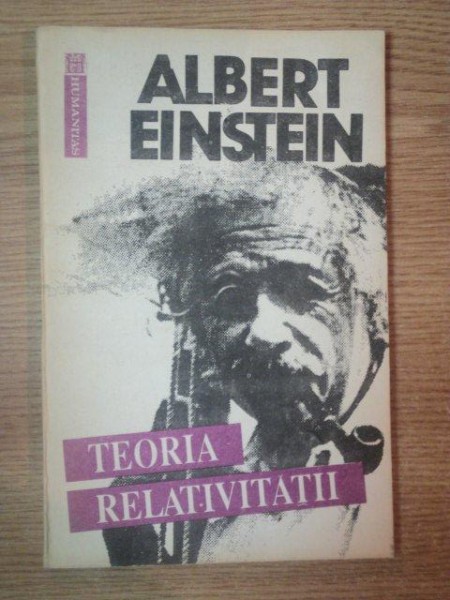 HUMANITAS
ALBERT
EINSTEIN
TEORIA
RELATIVITATII